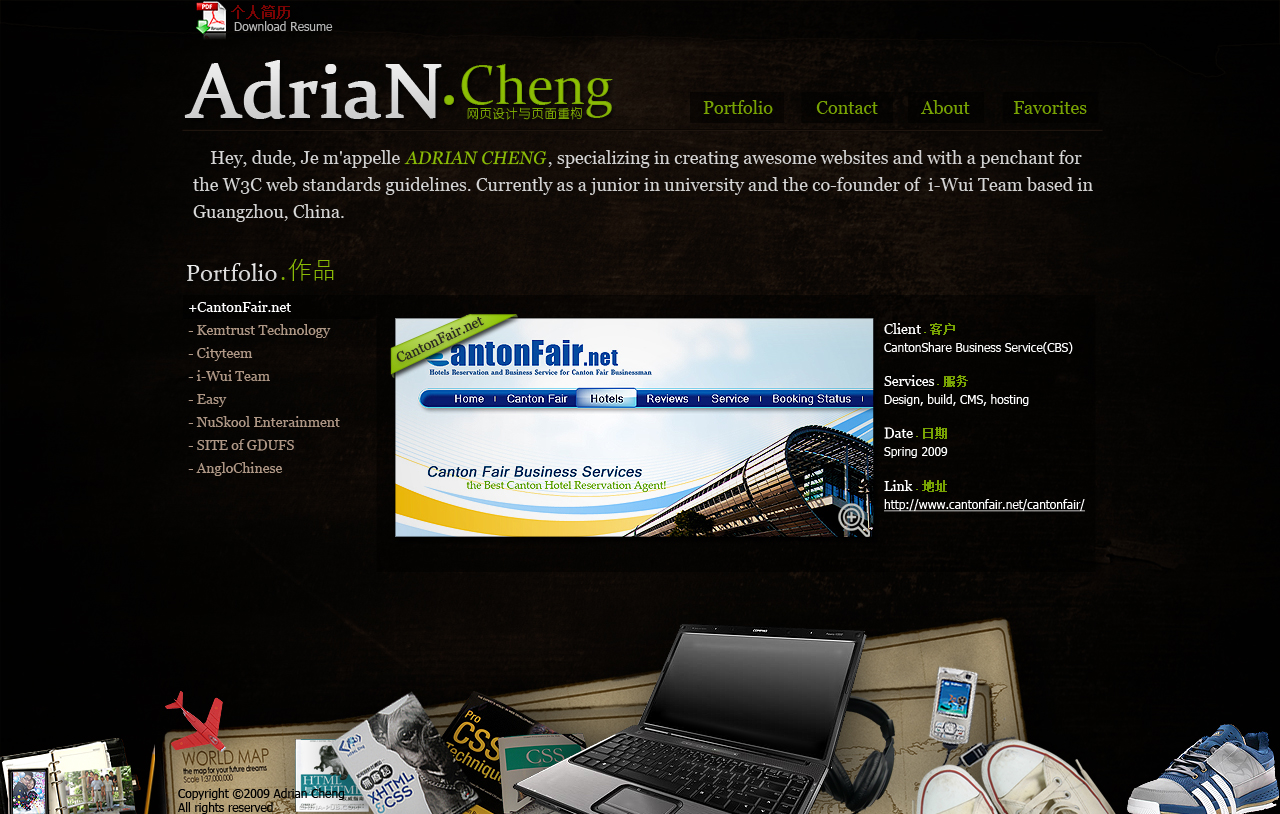 个人简历
Download Resume
AdriaN.Cheng
网页设计与页面重构
Portfolio
Contact
About
Favorites
Hey, dude, Je m'appelle ADRIAN CHENG, specializing in creating awesome websites and with a penchant for
the W3C web standards guidelines. Currently as a junior in university and the co-founder of i-Wui Team based in
Guangzhou, China.
Portfolio.作品
+CantonFair.net
- Kemtrust Technology
- Cityteem
- i-Wui Team
- Easy
- NuSkool Enterainment
- SITE of GDUFS
- AngloChinese
CantonFair.net
CantonFair.net
Hotels Reservation and Business Service for Canton Fair Businessman
Home
Canton Fair
Hotels
Reviews
Service
Booking Status
Canton Fair Business Services
the Best Canton Hotel Reservation Agent!
Client . 客户
CantonShare Business Service(CBS)
Services . 服务
Design, build, CMS, hosting
Date . 日期
Spring 2009
Link . 地址
http://www.cantonfair.net/cantonfair/
WORLD MAP
the map for your future dreams
Scale 1:37,000,000
HTML
</>
XHTML
& CSS
Pro
CSS
Techniques
CSS
Copyright ©2009 Adrian Cheng
All rights reserved